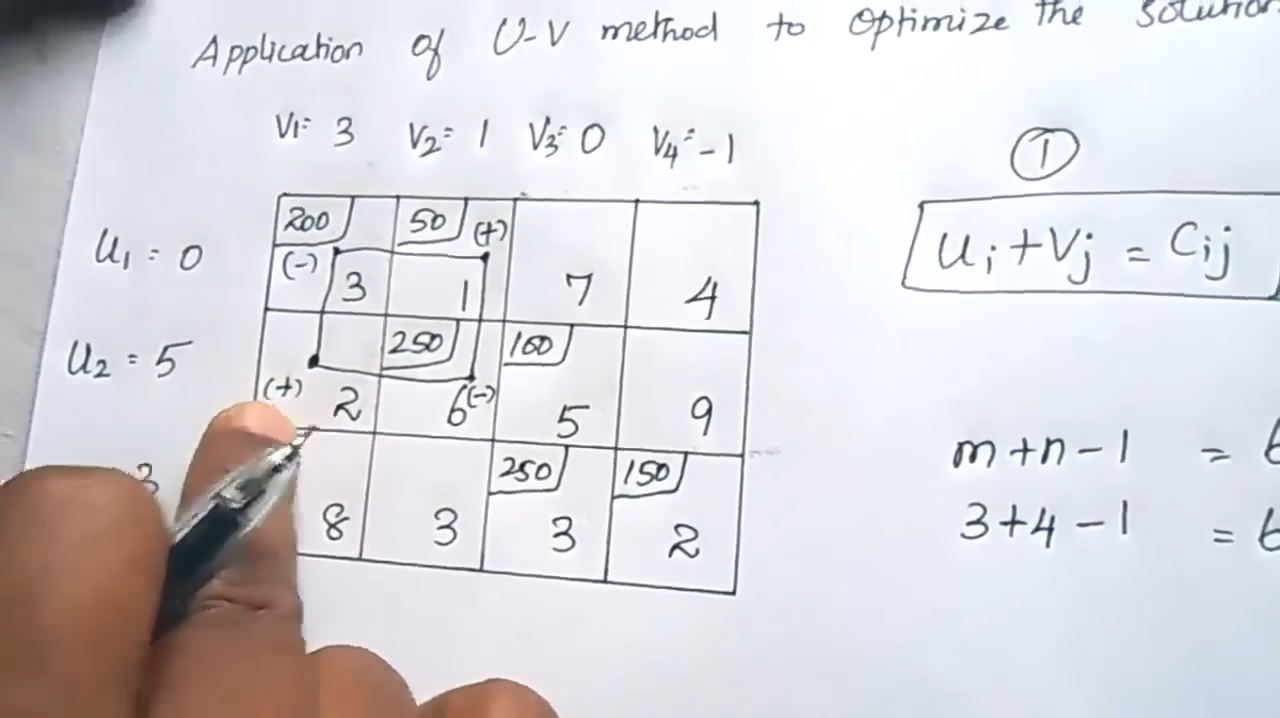 Application of U-V method to Optimize the Solution
V1= 3 V2= 1 V3= 0 V4= -1
①
200 50 (+)
U1 = 0 (-) 3 1 7 4
Ui + Vj = Cij
250 100
U2 = 5 (+) 2 6 (-) 5 9
m+n-1 =
3 250 150
8 3 3 2
3+4-1 =